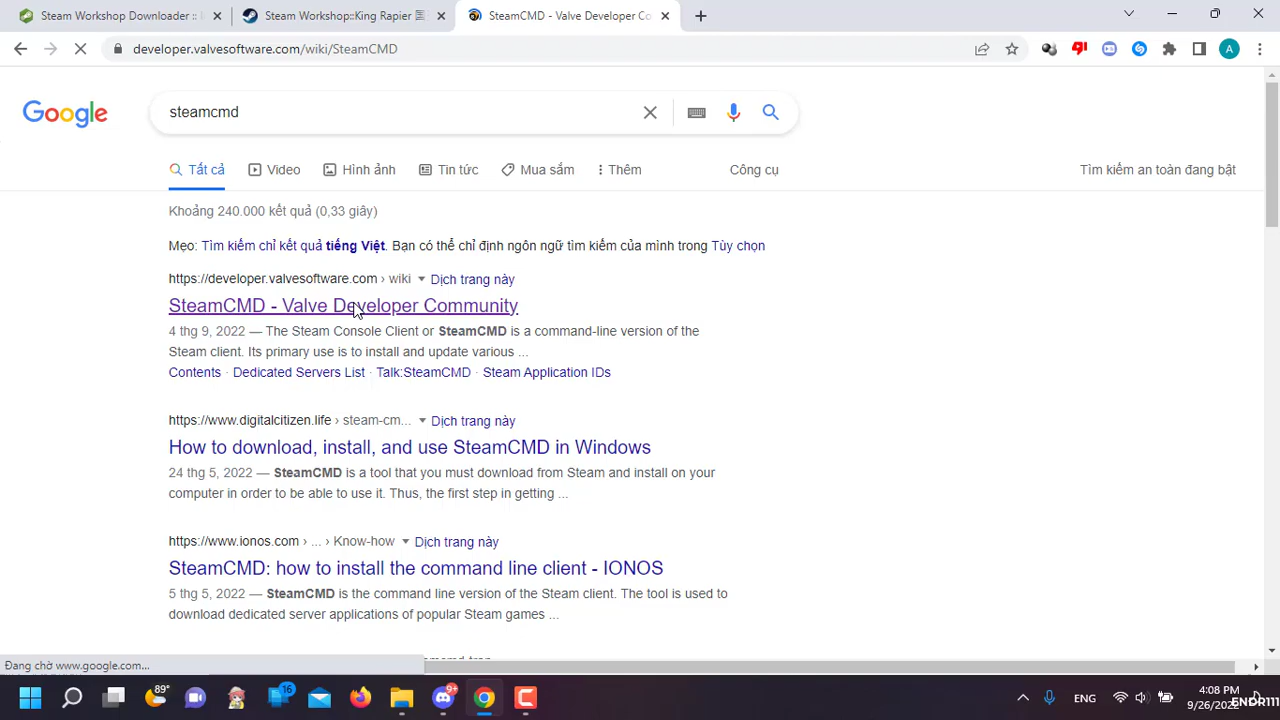 Steam Workshop Downloader :: I
Steam Workshop::King Rapier
SteamCMD - Valve Developer Co
developer.valvesoftware.com/wiki/SteamCMD
A
Google
steamcmd
Tất cả
Video
Hình ảnh
Tin tức
Mua sắm
Thêm
Công cụ
Tìm kiếm an toàn đang bật
Khoảng 240.000 kết quả (0,33 giây)
Mẹo: Tìm kiếm chỉ kết quả tiếng Việt. Bạn có thể chỉ định ngôn ngữ tìm kiếm của mình trong Tùy chọn
https://developer.valvesoftware.com › wiki Dịch trang này
SteamCMD - Valve Developer Community
4 thg 9, 2022 — The Steam Console Client or SteamCMD is a command-line version of the
Steam client. Its primary use is to install and update various ...
Contents · Dedicated Servers List · Talk:SteamCMD · Steam Application IDs
https://www.digitalcitizen.life › steam-cm... Dịch trang này
How to download, install, and use SteamCMD in Windows
24 thg 5, 2022 — SteamCMD is a tool that you must download from Steam and install on your
computer in order to be able to use it. Thus, the first step in getting ...
https://www.ionos.com › ... › Know-how Dịch trang này
SteamCMD: how to install the command line client - IONOS
5 thg 5, 2022 — SteamCMD is the command line version of the Steam client. The tool is used to
download dedicated server applications of popular Steam games ...
Đang chờ www.google.com...
89°
16
9+
ENG
4:08 PM
9/26/2022
ENDR111